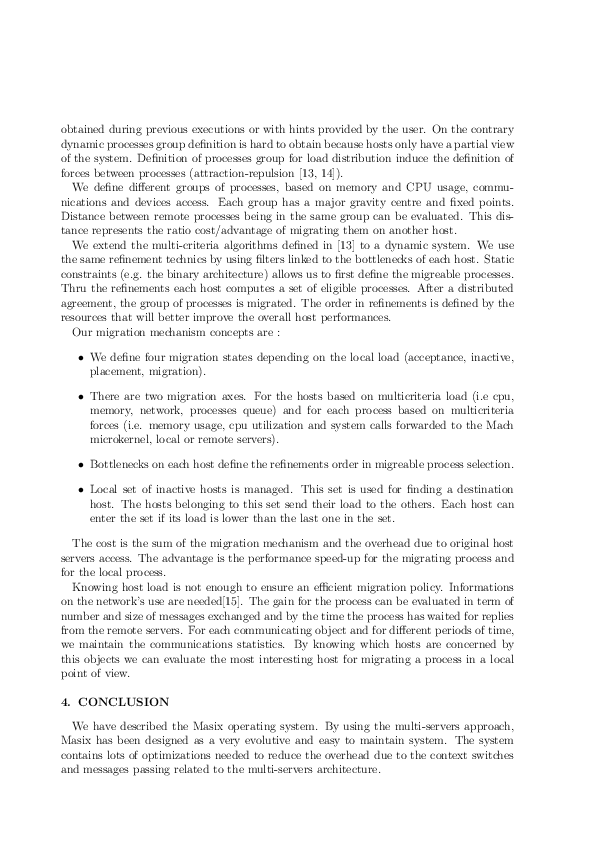 obtained during previous executions or with hints provided by the user. On the contrary
dynamic processes group definition is hard to obtain because hosts only have a partial view
of the system. Definition of processes group for load distribution induce the definition of
forces between processes (attraction-repulsion [13, 14]).
We define different groups of processes, based on memory and CPU usage, commu-
nications and devices access. Each group has a major gravity centre and fixed points.
Distance between remote processes being in the same group can be evaluated. This dis-
tance represents the ratio cost/advantage of migrating them on another host.
We extend the multi-criteria algorithms defined in [13] to a dynamic system. We use
the same refinement technics by using filters linked to the bottlenecks of each host. Static
constraints (e.g. the binary architecture) allows us to first define the migreable processes.
Thru the refinements each host computes a set of eligible processes. After a distributed
agreement, the group of processes is migrated. The order in refinements is defined by the
resources that will better improve the overall host performances.
Our migration mechanism concepts are :
• We define four migration states depending on the local load (acceptance, inactive,
placement, migration).
• There are two migration axes. For the hosts based on multicriteria load (i.e cpu,
memory, network, processes queue) and for each process based on multicriteria
forces (i.e. memory usage, cpu utilization and system calls forwarded to the Mach
microkernel, local or remote servers).
• Bottlenecks on each host define the refinements order in migreable process selection.
• Local set of inactive hosts is managed. This set is used for finding a destination
host. The hosts belonging to this set send their load to the others. Each host can
enter the set if its load is lower than the last one in the set.
The cost is the sum of the migration mechanism and the overhead due to original host
servers access. The advantage is the performance speed-up for the migrating process and
for the local process.
Knowing host load is not enough to ensure an efficient migration policy. Informations
on the network's use are needed[15]. The gain for the process can be evaluated in term of
number and size of messages exchanged and by the time the process has waited for replies
from the remote servers. For each communicating object and for different periods of time,
we maintain the communications statistics. By knowing which hosts are concerned by
this objects we can evaluate the most interesting host for migrating a process in a local
point of view.
4. CONCLUSION
We have described the Masix operating system. By using the multi-servers approach,
Masix has been designed as a very evolutive and easy to maintain system. The system
contains lots of optimizations needed to reduce the overhead due to the context switches
and messages passing related to the multi-servers architecture.